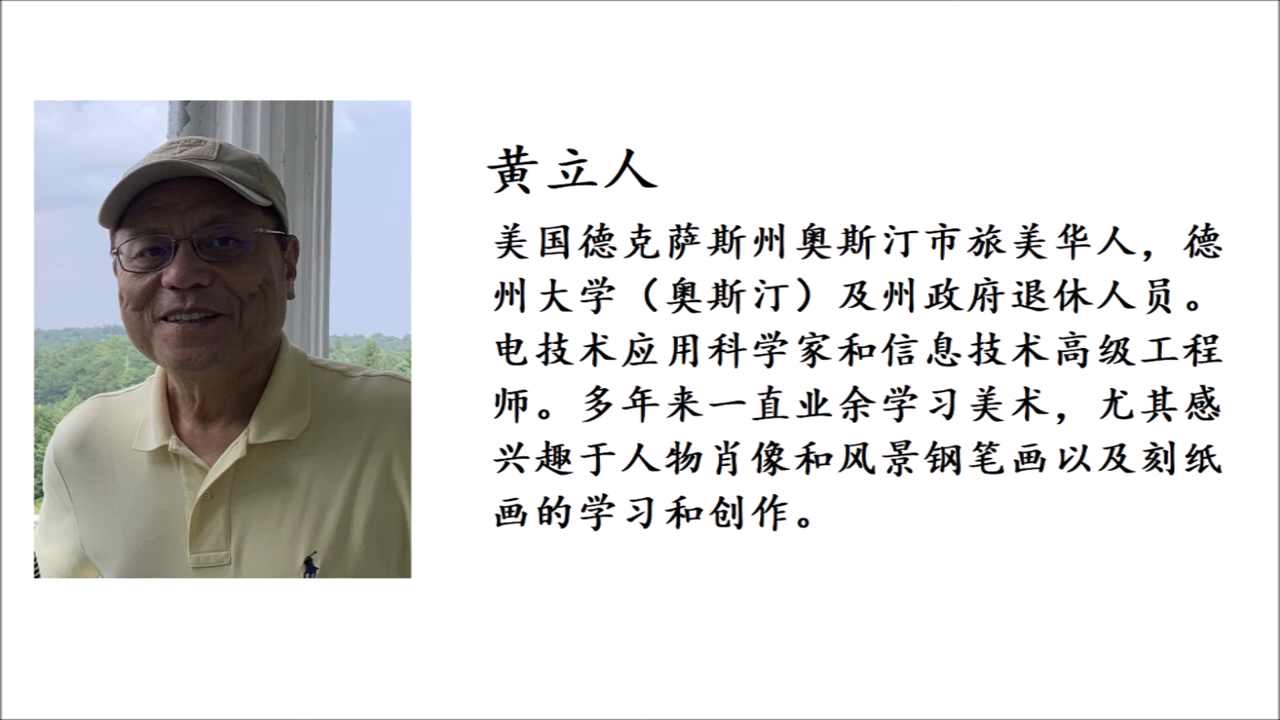 黄立人
美国德克萨斯州奥斯汀市旅美华人，德
州大学（奥斯汀）及州政府退休人员。
电技术应用科学家和信息技术高级工程
师。多年来一直业余学习美术，尤其感
兴趣于人物肖像和风景钢笔画以及刻纸
画的学习和创作。